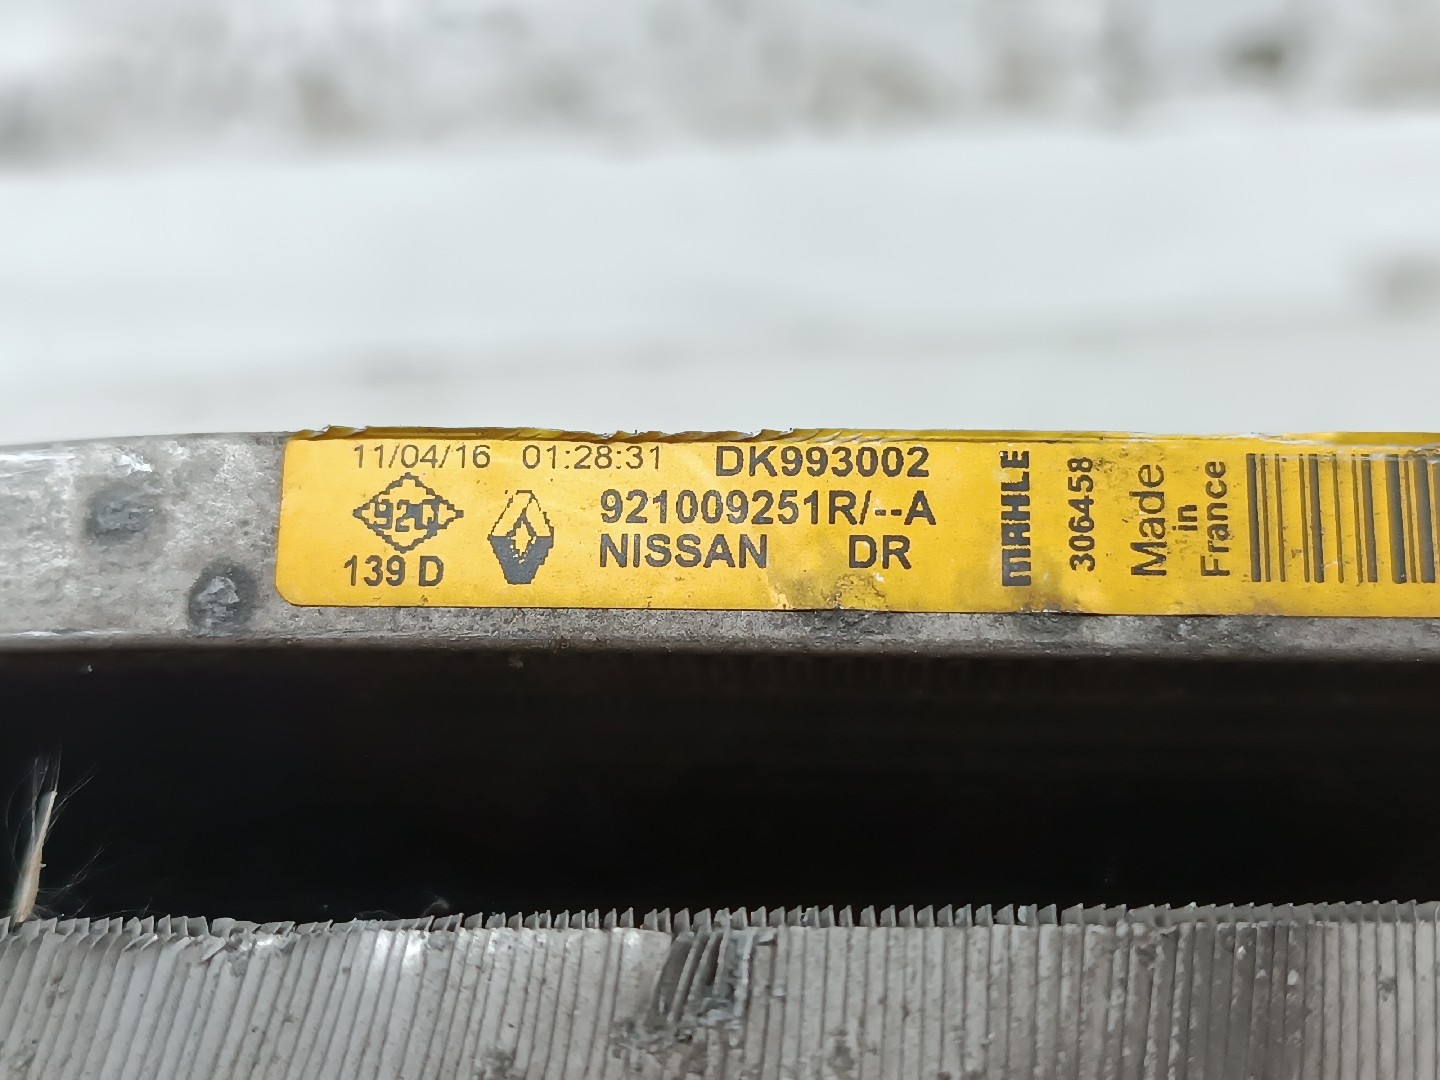 11/04/16 01:28:31 DK993002
921009251R/--A
139 D
NISSAN DR
MAHLE
306458
Made
in
France